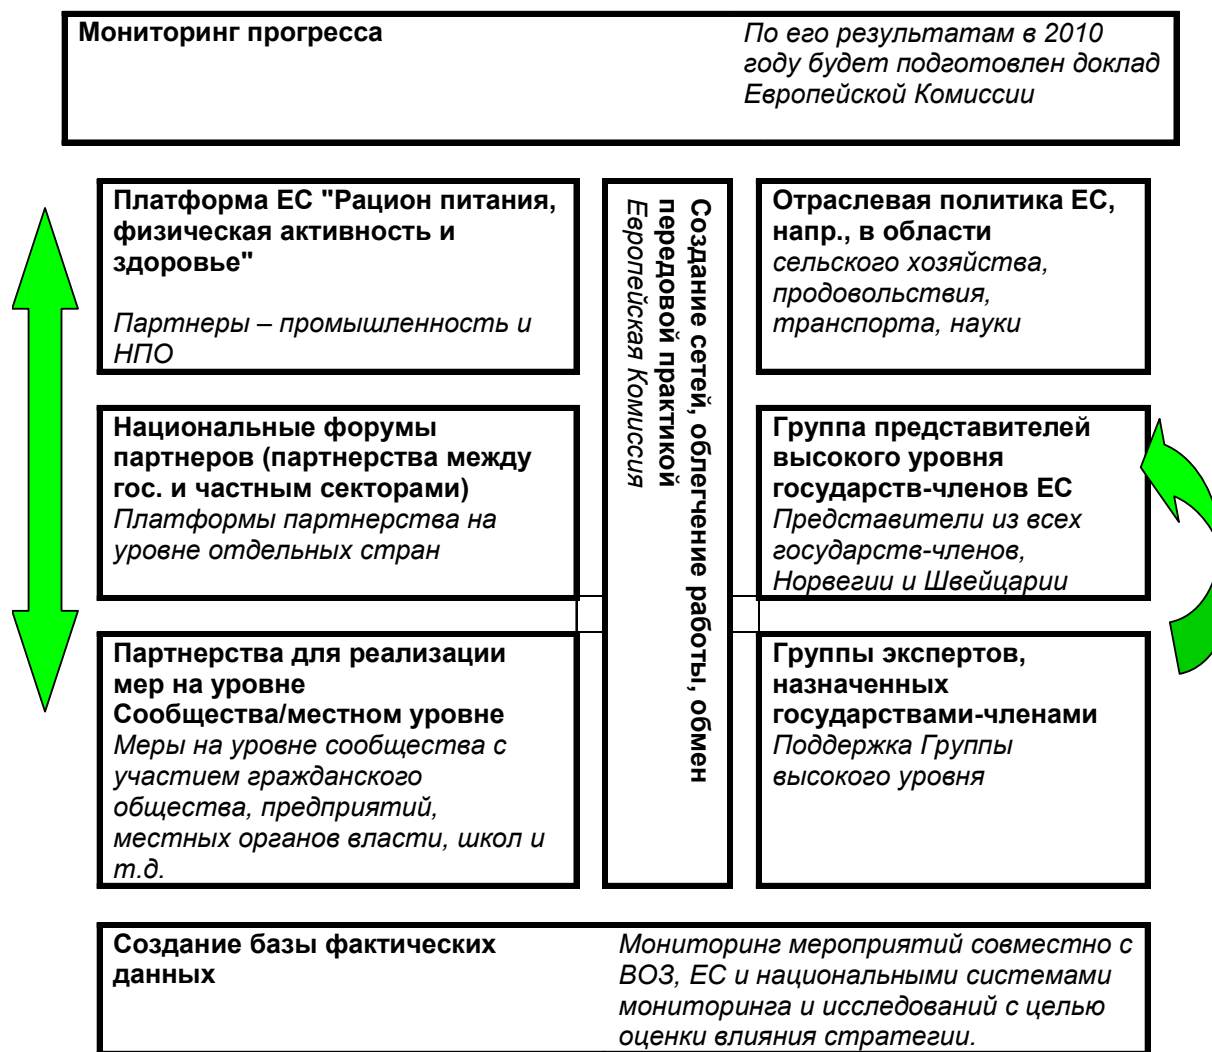 Мониторинг прогресса
По его результатам в 2010
году будет подготовлен доклад
Европейской Комиссии
Платформа ЕС "Рацион питания,
физическая активность и
здоровье"
Партнеры – промышленность и
НПО
Национальные форумы
партнеров (партнерства между
гос. и частным секторами)
Платформы партнерства на
уровне отдельных стран
Партнерства для реализации
мер на уровне
Сообщества/местном уровне
Меры на уровне сообщества с
участием гражданского
общества, предприятий,
местных органов власти, школ и
т.д.
Создание сетей, облегчение работы, обмен
передовой практикой
Европейская Комиссия
Отраслевая политика ЕС,
напр., в области
сельского хозяйства,
продовольствия,
транспорта, науки
Группа представителей
высокого уровня
государств-членов ЕС
Представители из всех
государств-членов,
Норвегии и Швейцарии
Группы экспертов,
назначенных
государствами-членами
Поддержка Группы
высокого уровня
Создание базы фактических
данных
Мониторинг мероприятий совместно с
ВОЗ, ЕС и национальными системами
мониторинга и исследований с целью
оценки влияния стратегии.